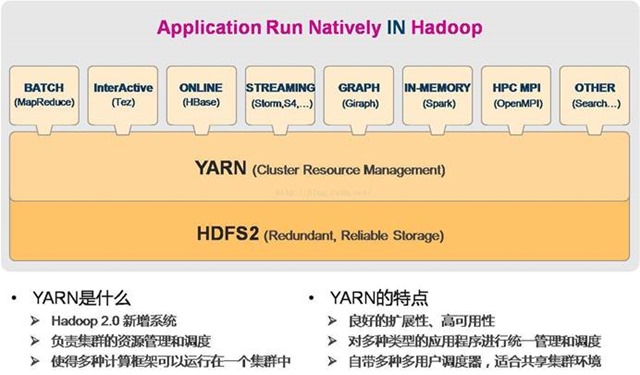 Application Run Natively IN Hadoop
BATCH
(MapReduce)
InterActive
(Tez)
ONLINE
(HBase)
STREAMING
(Storm,S4,...)
GRAPH
(Giraph)
IN-MEMORY
(Spark)
HPC MPI
(OpenMPI)
OTHER
(Search...)
YARN (Cluster Resource Management)
HDFS2 (Redundant, Reliable Storage)
• YARN是什么
➢ Hadoop 2.0 新增系统
➢ 负责集群的资源管理和调度
➢ 使得多种计算框架可以运行在一个集群中
• YARN的特点
➢ 良好的扩展性、高可用性
➢ 对多种类型的应用程序进行统一管理和调度
➢ 自带多种多用户调度器，适合共享集群环境